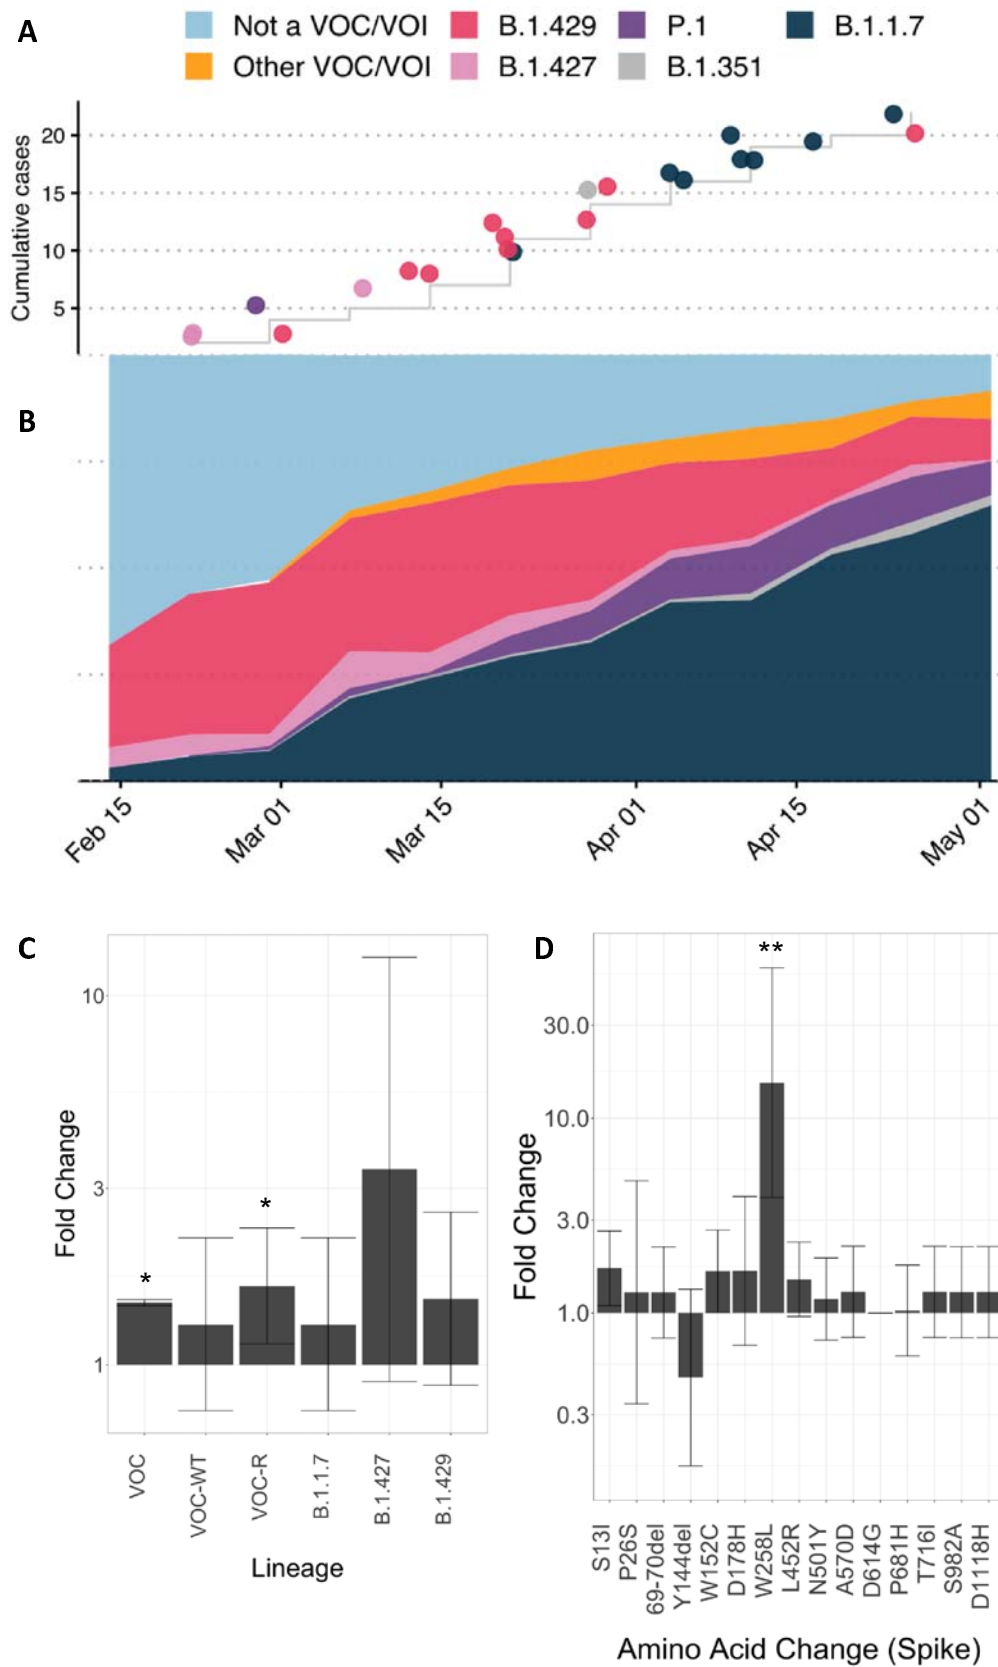 A
Not a VOC/VOI B.1.429 P.1 B.1.1.7
Other VOC/VOI B.1.427 B.1.351
Cumulative cases
20
15
10
5
B
Feb 15 Mar 01 Mar 15 Apr 01 Apr 15 May 01
C
*
*
Fold Change
10
3
1
VOC VOC-WT VOC-R B.1.1.7 B.1.427 B.1.429
Lineage
D
**
Fold Change
30.0
10.0
3.0
1.0
0.3
S13I P26S 69-70del Y144del W152C D178H W258L L452R N501Y A570D D614G P681H T716I S982A D1118H
Amino Acid Change (Spike)